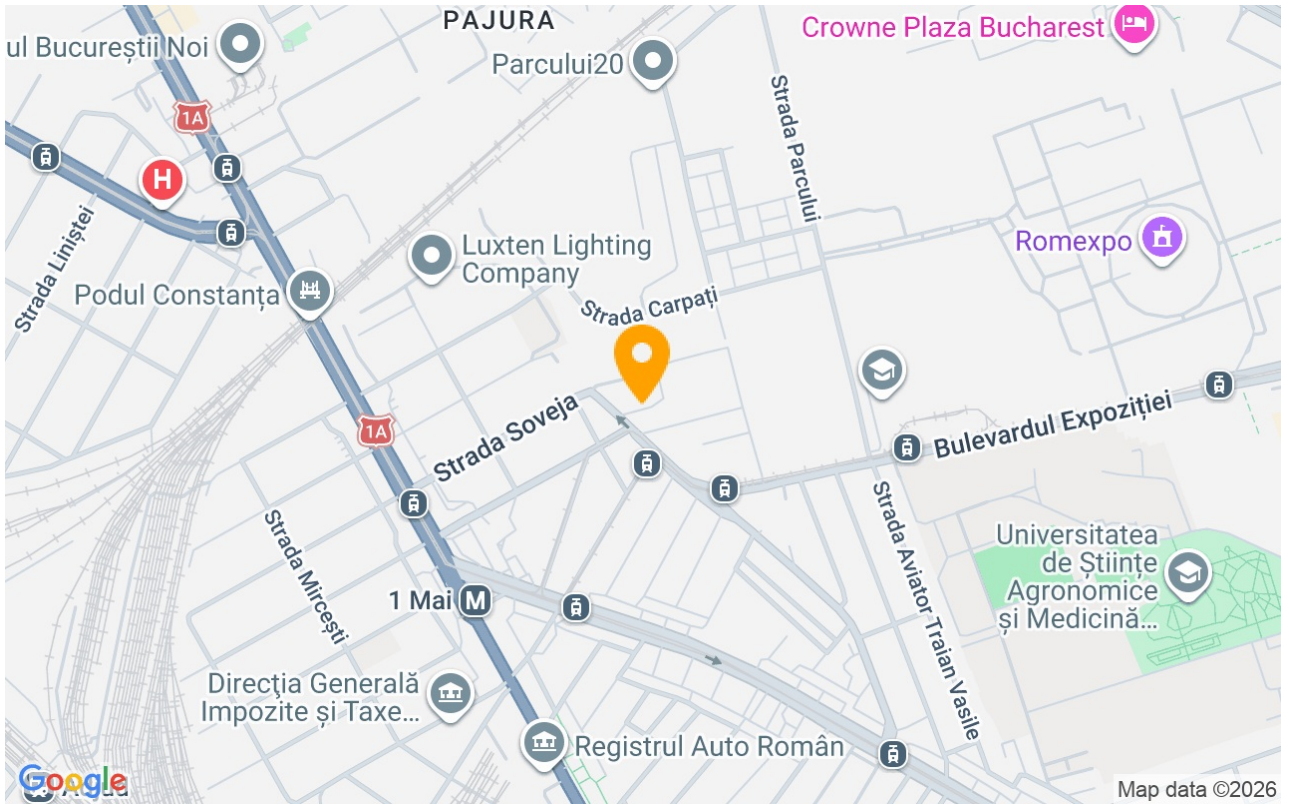 PAJURA
Crowne Plaza Bucharest
ul Bucureștii Noi
Parcului20
1A
Strada Parcului
H
Strada Liniștei
Luxten Lighting
Company
Romexpo
Podul Constanța
Strada Carpați
1A
Strada Soveja
Bulevardul Expoziției
Strada Mircești
Strada Aviator Traian Vasile
Universitatea
de Științe
Agronomice
și Medicină...
1 Mai
M
Direcţia Generală
Impozite și Taxe...
Registrul Auto Român
Google
Map data ©2026